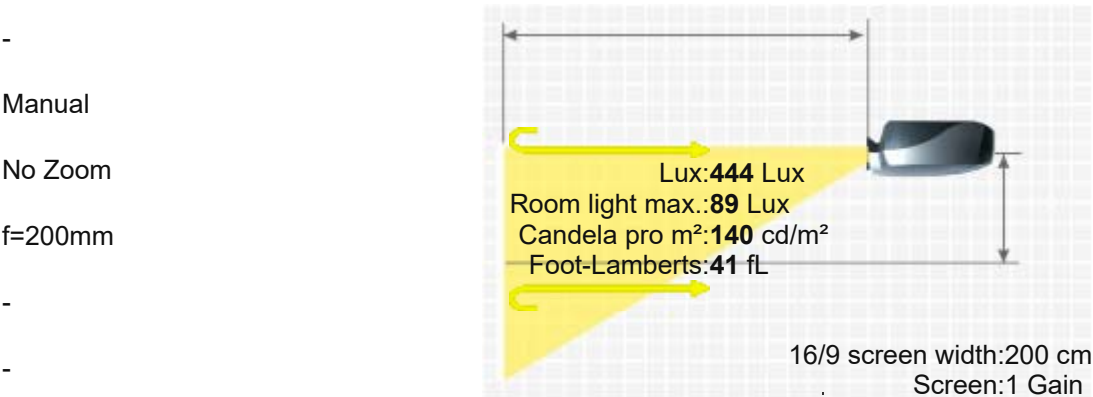 -
Manual
No Zoom
f=200mm
-
-
Lux:444 Lux
Room light max.:89 Lux
Candela pro m²:140 cd/m²
Foot-Lamberts:41 fL
16/9 screen width:200 cm
Screen:1 Gain